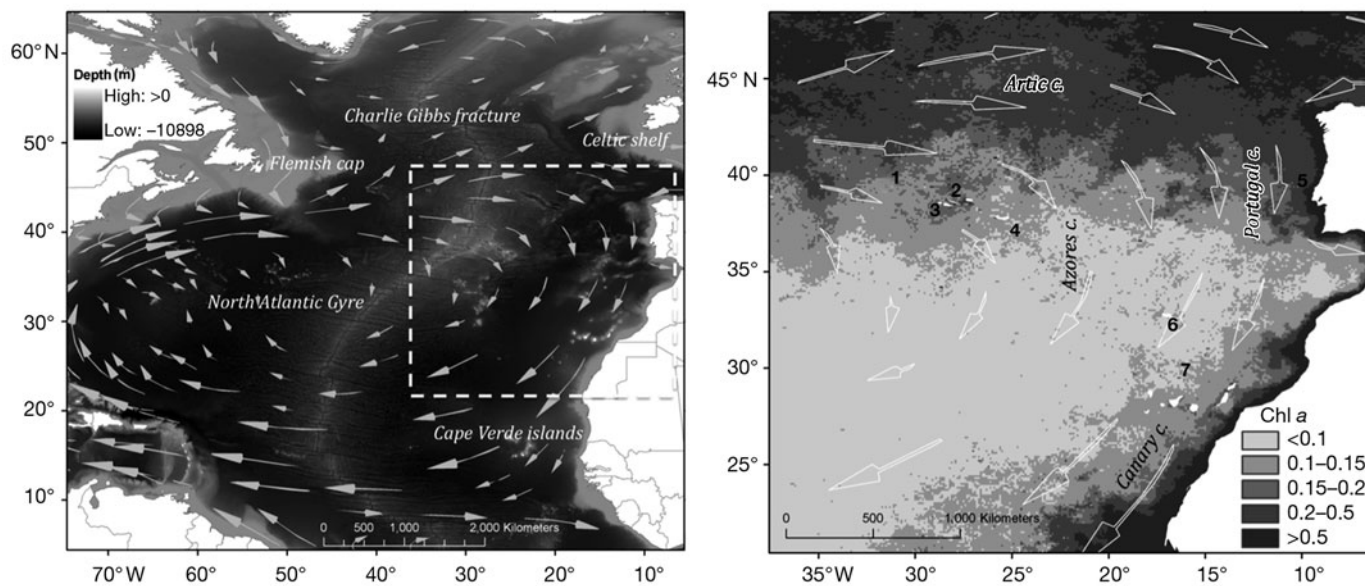 60° N
50°
40°
30°
20°
10°
Depth (m)
High: >0
Low: –10898
Charlie Gibbs fracture
Celtic shelf
Flemish cap
North Atlantic Gyre
Cape Verde islands
0 500 1,000 2,000 Kilometers
70° W 60° 50° 40° 30° 20° 10°
45° N
40°
35°
30°
25°
Artic c.
1
2
3
4
5
Portugal c.
Azores c.
6
7
Canary c.
Chl a
<0.1
0.1–0.15
0.15–0.2
0.2–0.5
>0.5
0 500 1,000 Kilometers
35° W 30° 25° 20° 15° 10°